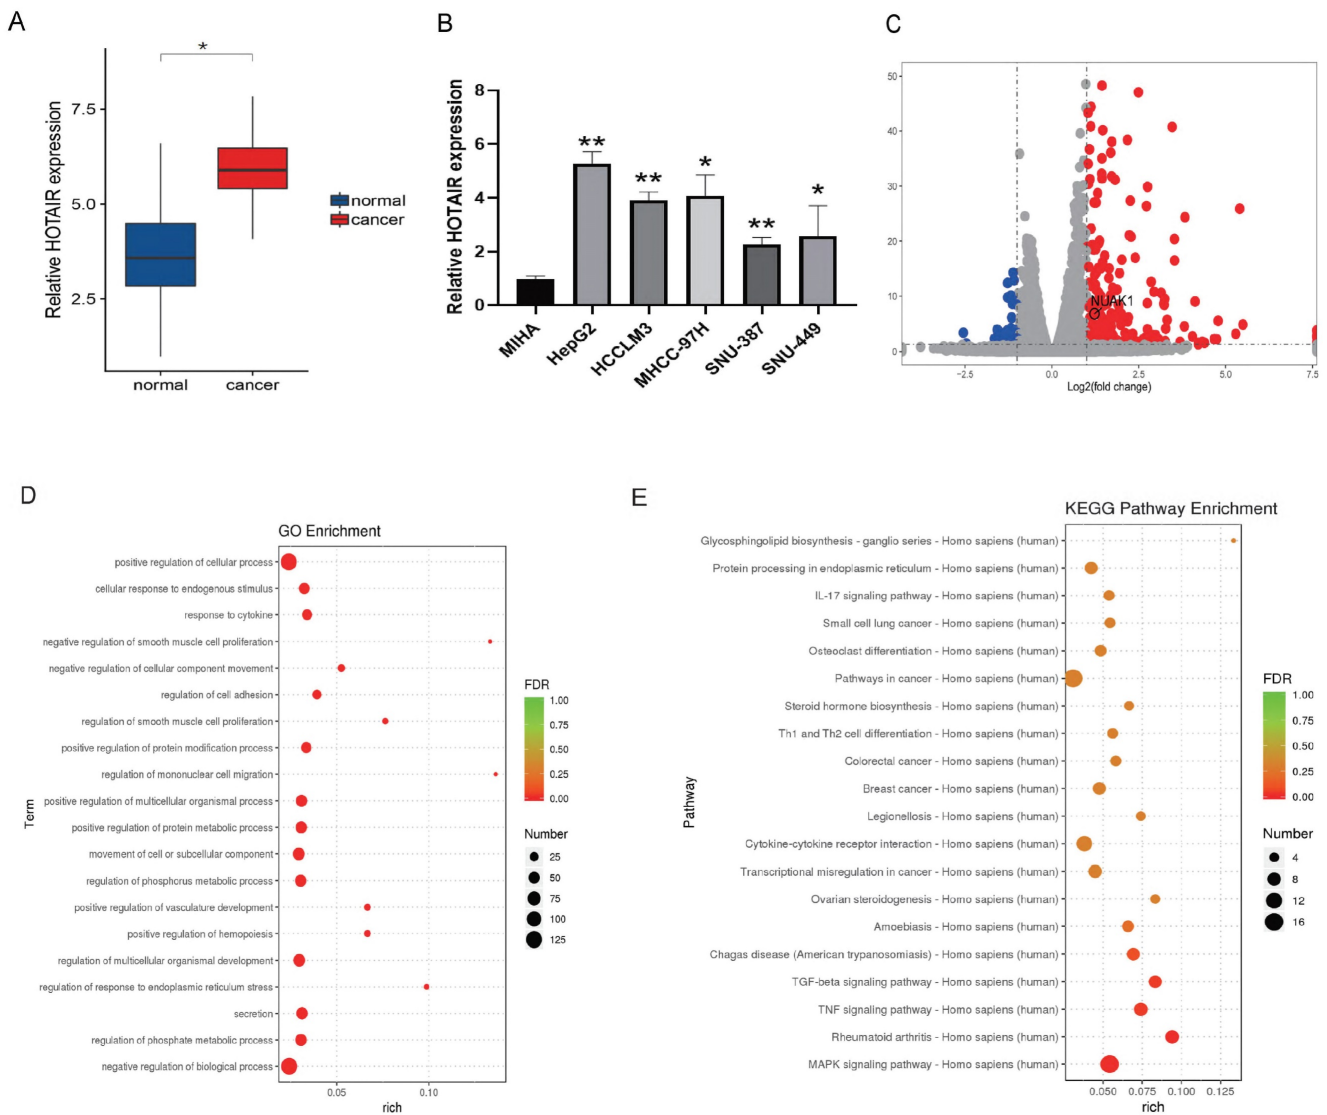 A
Relative HOTAIR expression
7.5
5.0
2.5
*
normal
cancer
normal
cancer
B
Relative HOTAIR expression
8
6
4
2
0
**
**
*
**
*
MIHA
HepG2
HCCLM3
MHCC-97H
SNU-387
SNU-449
C
50
40
30
20
10
0
NUAK1
−2.5
0.0
2.5
5.0
7.5
Log2(fold change)
D
GO Enrichment
Term
positive regulation of cellular process
cellular response to endogenous stimulus
response to cytokine
negative regulation of smooth muscle cell proliferation
negative regulation of cellular component movement
regulation of cell adhesion
regulation of smooth muscle cell proliferation
positive regulation of protein modification process
regulation of mononuclear cell migration
positive regulation of multicellular organismal process
positive regulation of protein metabolic process
movement of cell or subcellular component
regulation of phosphorus metabolic process
positive regulation of vasculature development
positive regulation of hemopoiesis
regulation of multicellular organismal development
regulation of response to endoplasmic reticulum stress
secretion
regulation of phosphate metabolic process
negative regulation of biological process
0.05
0.10
rich
FDR
1.00
0.75
0.50
0.25
0.00
Number
25
50
75
100
125
E
KEGG Pathway Enrichment
Pathway
Glycosphingolipid biosynthesis - ganglio series - Homo sapiens (human)
Protein processing in endoplasmic reticulum - Homo sapiens (human)
IL-17 signaling pathway - Homo sapiens (human)
Small cell lung cancer - Homo sapiens (human)
Osteoclast differentiation - Homo sapiens (human)
Pathways in cancer - Homo sapiens (human)
Steroid hormone biosynthesis - Homo sapiens (human)
Th1 and Th2 cell differentiation - Homo sapiens (human)
Colorectal cancer - Homo sapiens (human)
Breast cancer - Homo sapiens (human)
Legionellosis - Homo sapiens (human)
Cytokine-cytokine receptor interaction - Homo sapiens (human)
Transcriptional misregulation in cancer - Homo sapiens (human)
Ovarian steroidogenesis - Homo sapiens (human)
Amoebiasis - Homo sapiens (human)
Chagas disease (American trypanosomiasis) - Homo sapiens (human)
TGF-beta signaling pathway - Homo sapiens (human)
TNF signaling pathway - Homo sapiens (human)
Rheumatoid arthritis - Homo sapiens (human)
MAPK signaling pathway - Homo sapiens (human)
0.050
0.075
0.100
0.125
rich
FDR
1.00
0.75
0.50
0.25
0.00
Number
4
8
12
16